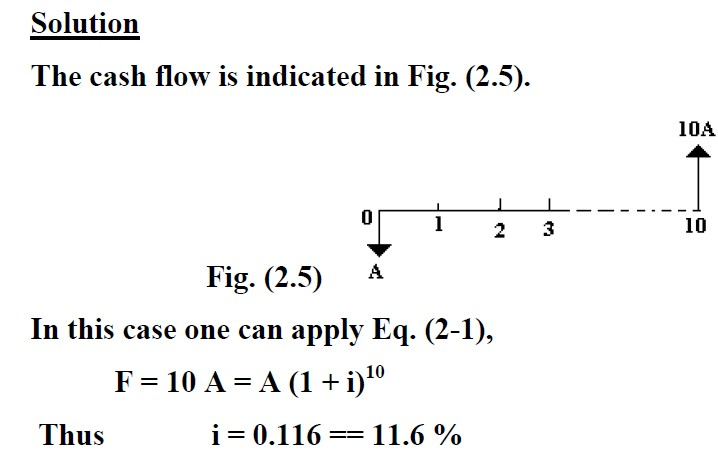 Solution
The cash flow is indicated in Fig. (2.5).
10A
0 1 2 3 10
Fig. (2.5) A
In this case one can apply Eq. (2-1),
F = 10 A = A (1 + i)¹⁰
Thus i = 0.116 == 11.6 %